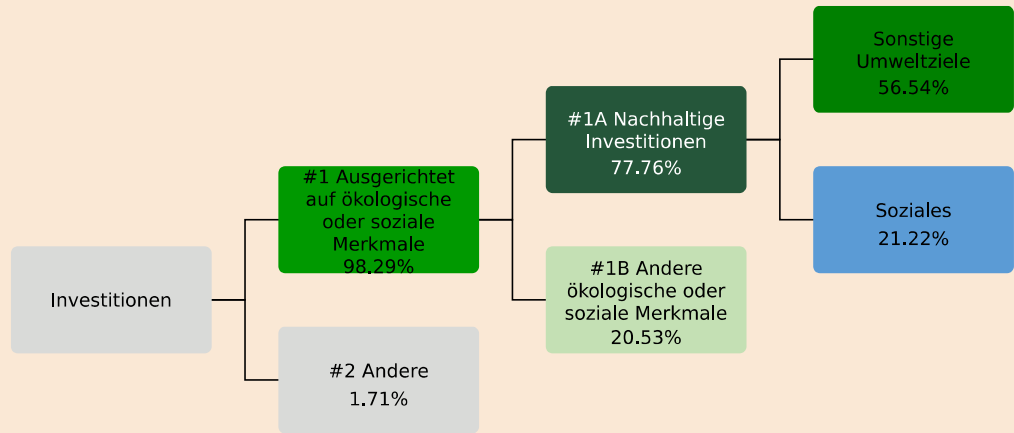 Investitionen
#1 Ausgerichtet
auf ökologische
oder soziale
Merkmale
98.29%
#2 Andere
1.71%
#1A Nachhaltige
Investitionen
77.76%
#1B Andere
ökologische oder
soziale Merkmale
20.53%
Sonstige
Umweltziele
56.54%
Soziales
21.22%